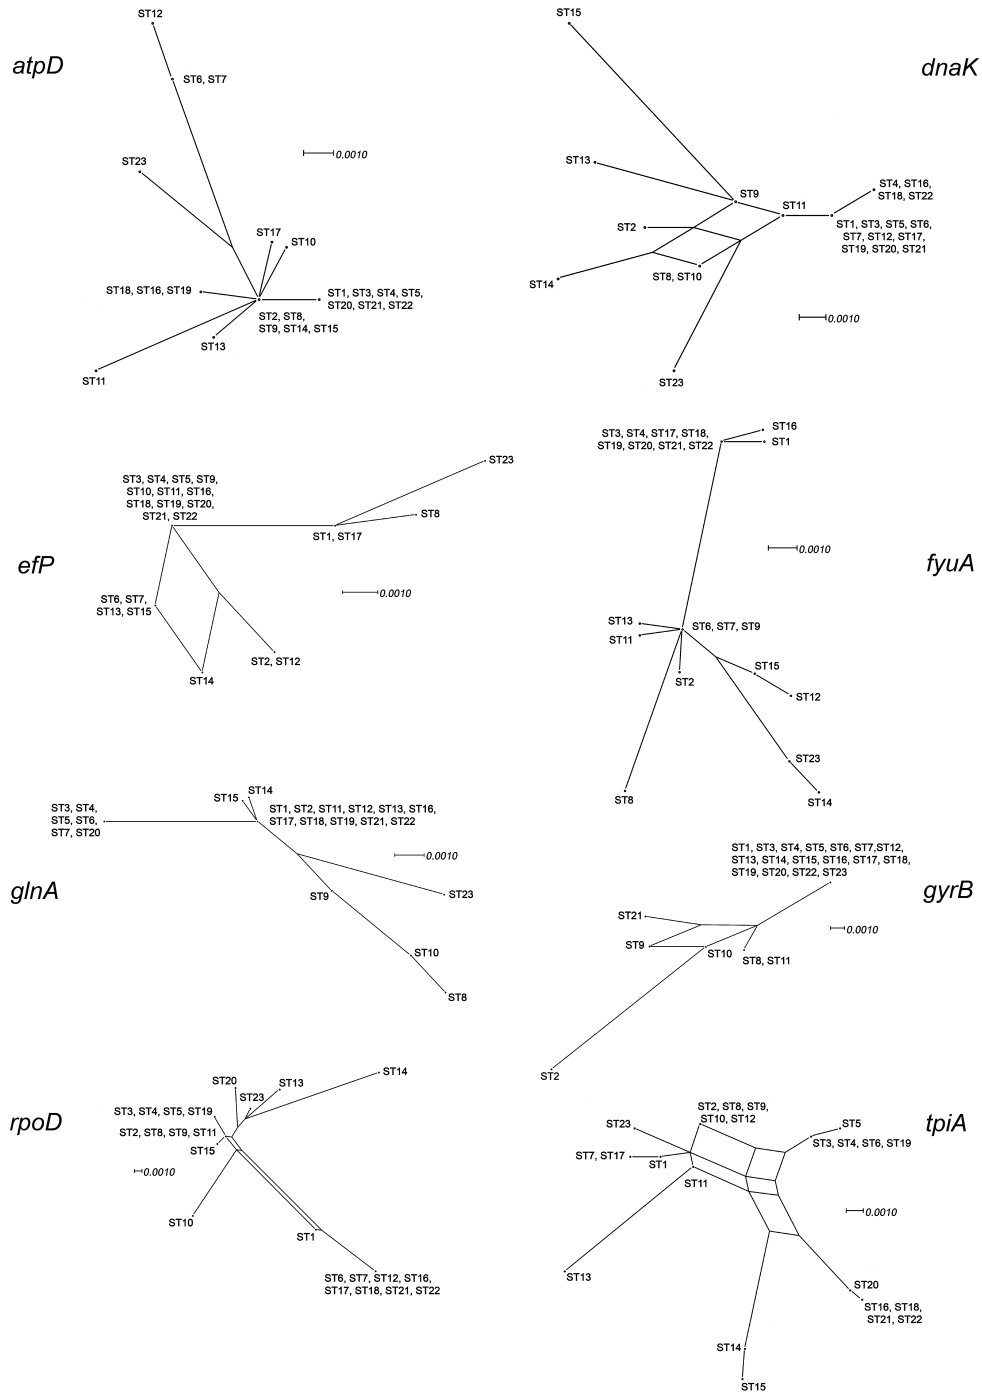 atpD
ST12
ST6, ST7
0.0010
ST23
ST17
ST10
ST18, ST16, ST19
ST1, ST3, ST4, ST5,
ST20, ST21, ST22
ST2, ST8,
ST9, ST14, ST15
ST13
ST11
dnaK
ST15
ST13
ST9
ST4, ST16,
ST18, ST22
ST11
ST1, ST3, ST5, ST6,
ST7, ST12, ST17,
ST19, ST20, ST21
ST2
ST8, ST10
ST14
0.0010
ST23
efP
ST23
ST3, ST4, ST5, ST9,
ST10, ST11, ST16,
ST18, ST19, ST20,
ST21, ST22
ST8
ST1, ST17
0.0010
ST6, ST7,
ST13, ST15
ST2, ST12
ST14
fyuA
ST16
ST3, ST4, ST17, ST18,
ST19, ST20, ST21, ST22
ST1
0.0010
ST13
ST11
ST6, ST7, ST9
ST2
ST15
ST12
ST23
ST14
ST8
glnA
ST14
ST15
ST3, ST4,
ST5, ST6,
ST7, ST20
ST1, ST2, ST11, ST12, ST13, ST16,
ST17, ST18, ST19, ST21, ST22
0.0010
ST9
ST23
ST10
ST8
gyrB
ST1, ST3, ST4, ST5, ST6, ST7,ST12,
ST13, ST14, ST15, ST16, ST17, ST18,
ST19, ST20, ST22, ST23
ST21
0.0010
ST9
ST10
ST8, ST11
ST2
rpoD
ST14
ST20
ST13
ST23
ST3, ST4, ST5, ST19
ST2, ST8, ST9, ST11
ST15
0.0010
ST10
ST1
ST6, ST7, ST12, ST16,
ST17, ST18, ST21, ST22
tpiA
ST2, ST8, ST9,
ST10, ST12
ST23
ST5
ST3, ST4, ST6, ST19
ST7, ST17
ST1
ST11
0.0010
ST13
ST20
ST16, ST18,
ST21, ST22
ST14
ST15